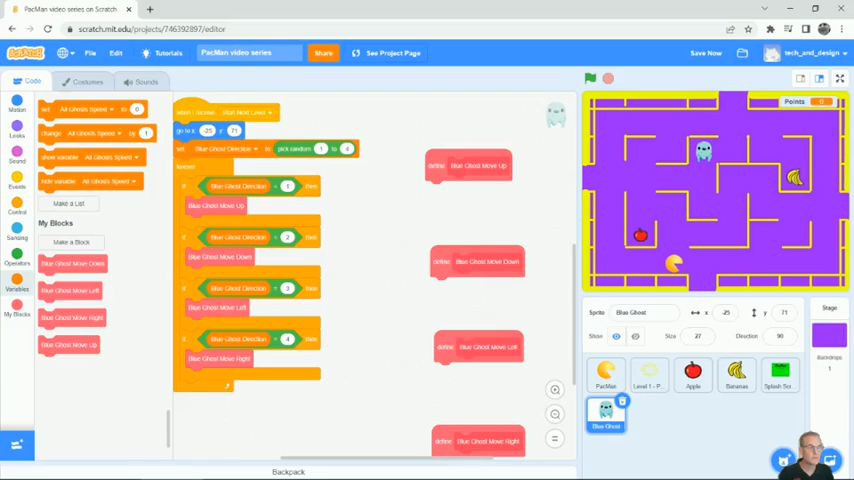 PacMan video series on Scratch
scratch.mit.edu/projects/746392897/editor
SCRATCH
File
Edit
Tutorials
PacMan video series
Share
See Project Page
Save Now
tech_and_design
Code
Costumes
Sounds
Motion
Looks
Sound
Events
Control
Sensing
Operators
Variables
My Blocks
set All Ghosts Speed to 0
change All Ghosts Speed by 1
show variable All Ghosts Speed
hide variable All Ghosts Speed
Make a List
My Blocks
Make a Block
Blue Ghost Move Down
Blue Ghost Move Left
Blue Ghost Move Right
Blue Ghost Move Up
when I receive Start Next Level
go to x: -25 y: 71
set Blue Ghost Direction to pick random 1 to 4
forever
if Blue Ghost Direction = 1 then
Blue Ghost Move Up
if Blue Ghost Direction = 2 then
Blue Ghost Move Down
if Blue Ghost Direction = 3 then
Blue Ghost Move Left
if Blue Ghost Direction = 4 then
Blue Ghost Move Right
define Blue Ghost Move Up
define Blue Ghost Move Down
define Blue Ghost Move Left
define Blue Ghost Move Right
Backpack
Points 0
Sprite Blue Ghost x -25 y 71
Show Size 27 Direction 90
Stage
Backdrops
1
PacMan
Level 1 - P...
Apple
Bananas
Splash Scr...
Blue Ghost